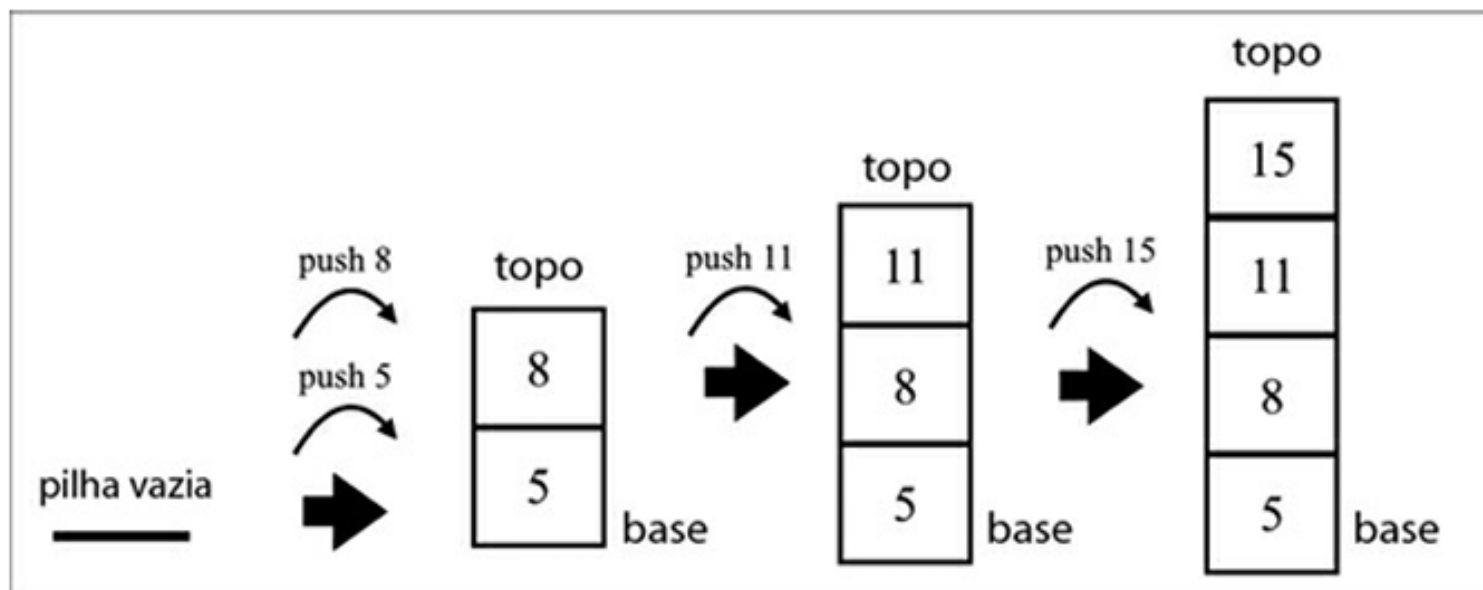 pilha vazia
push 8
push 5
topo
8
5
base
push 11
topo
11
8
5
base
push 15
topo
15
11
8
5
base